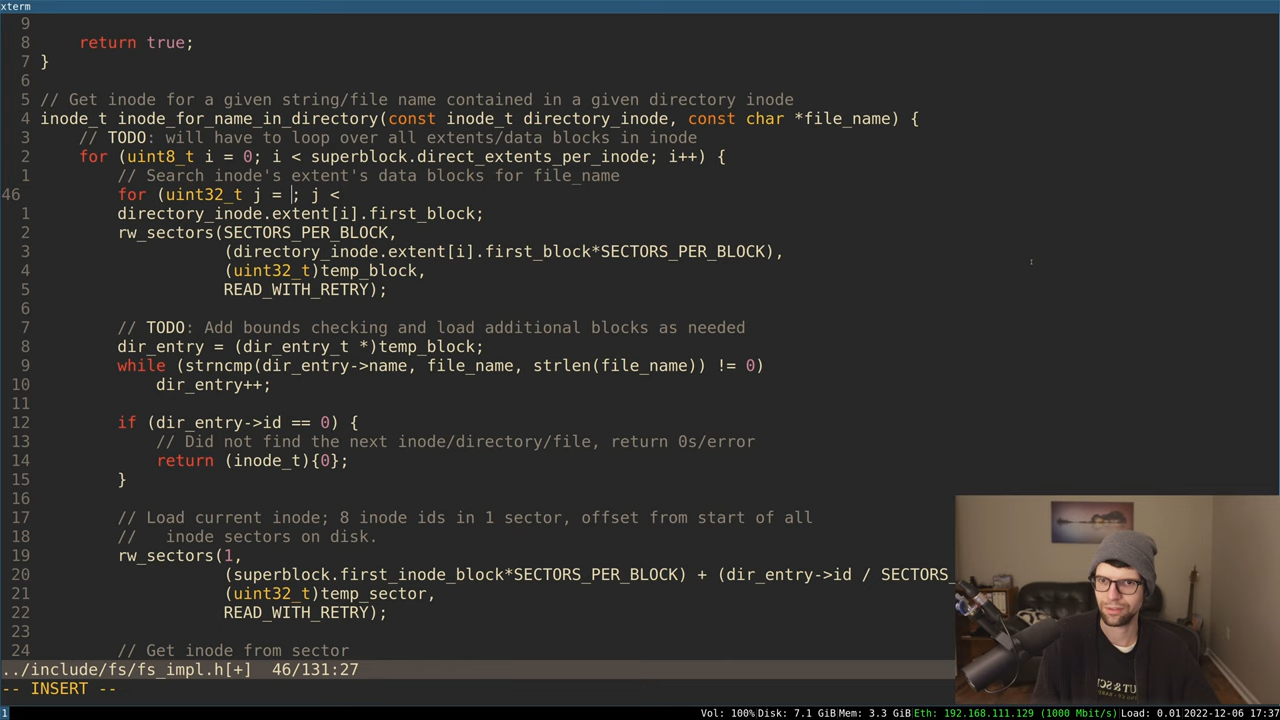 xterm
9
8     return true;
7 }
6
5 // Get inode for a given string/file name contained in a given directory inode
4 inode_t inode_for_name_in_directory(const inode_t directory_inode, const char *file_name) {
3     // TODO: will have to loop over all extents/data blocks in inode
2     for (uint8_t i = 0; i < superblock.direct_extents_per_inode; i++) {
1         // Search inode's extent's data blocks for file_name
46        for (uint32_t j = ; j <
1         directory_inode.extent[i].first_block;
2         rw_sectors(SECTORS_PER_BLOCK,
3                    (directory_inode.extent[i].first_block*SECTORS_PER_BLOCK),
4                    (uint32_t)temp_block,
5                    READ_WITH_RETRY);
6
7         // TODO: Add bounds checking and load additional blocks as needed
8         dir_entry = (dir_entry_t *)temp_block;
9         while (strncmp(dir_entry->name, file_name, strlen(file_name)) != 0)
10            dir_entry++;
11
12        if (dir_entry->id == 0) {
13            // Did not find the next inode/directory/file, return 0s/error
14            return (inode_t){0};
15        }
16
17        // Load current inode; 8 inode ids in 1 sector, offset from start of all
18        //   inode sectors on disk.
19        rw_sectors(1,
20                   (superblock.first_inode_block*SECTORS_PER_BLOCK) + (dir_entry->id / SECTORS_
21                   (uint32_t)temp_sector,
22                   READ_WITH_RETRY);
23
24        // Get inode from sector
../include/fs/fs_impl.h[+]  46/131:27
-- INSERT --
1 Vol: 100% Disk: 7.1 GiB Mem: 3.3 GiB Eth: 192.168.111.129 (1000 Mbit/s) Load: 0.01 2022-12-06 17:37